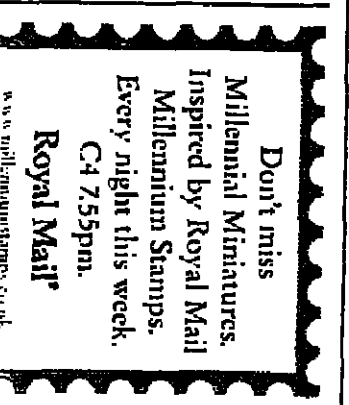 Don't miss
Millennial Miniatures.
Inspired by Royal Mail
Millennium Stamps.
Every night this week.
C4 7.55pm.
Royal Mail